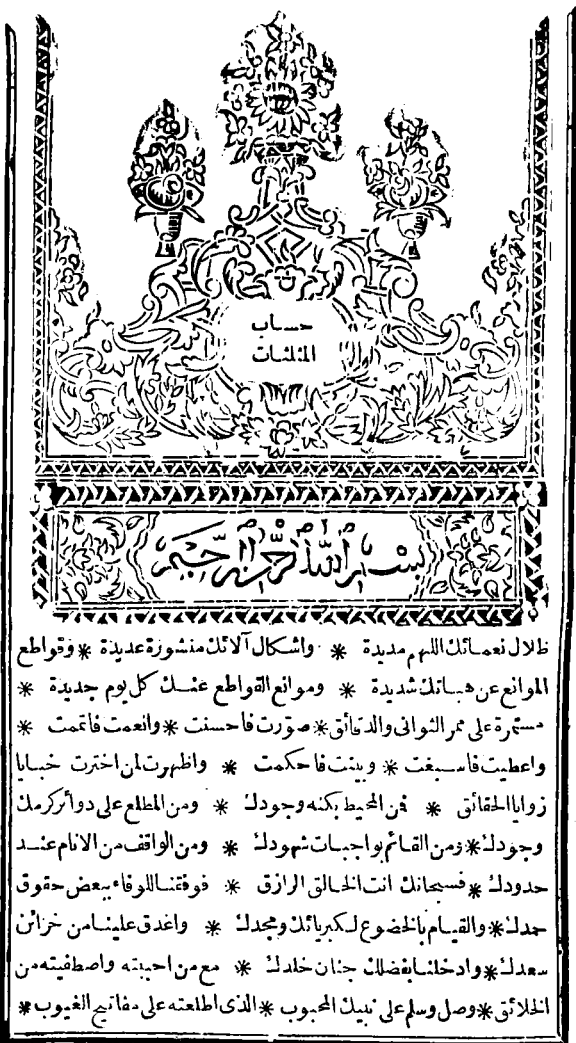 حساب
المثلثات
بسم الله الرحمن الرحيم
ظلال نعمائك اللهم مديدة * واشكال آلائك منشورة عديدة * وقواطع
الموانع عن هباتك شديدة * وموانع القواطع عنك كل يوم جديدة *
مستمرة على ممر الثوانى والدقائق * صورت فاحسنت * وانعمت فاتممت *
واعطيت فاسبغت * وبينت فاحكمت * واظهرت لمن اخترت خبايا
زوايا الحقائق * فمن المحيط بكنه وجودك * ومن المطلع على دوائر كرمك
وجودك * ومن القائم بواجبات شهودك * ومن الواقف من الانام عند
حدودك * فسبحانك انت الخالق الرازق * فوفقنا للوفاء ببعض حقوق
حمدك * والقيام بالخضوع لكبريائك ومجدك * واغدق علينا من خزائن
سعدك * وادخلنا بفضلك جنان خلدك * مع من احببته واصطفيته من
الخلائق * وصل وسلم على نبيك المحبوب * الذى اطلعته على مفاتيح الغيوب *